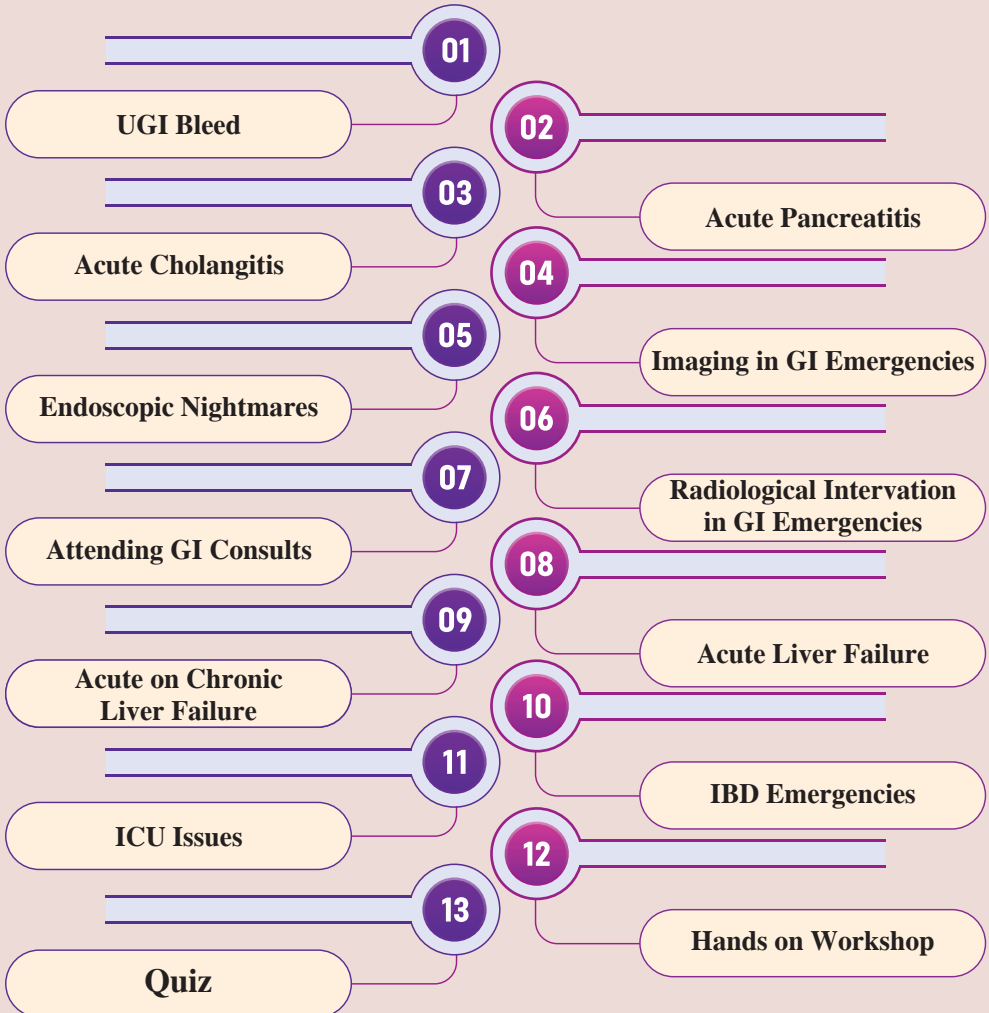 01
UGI Bleed
02
Acute Pancreatitis
03
Acute Cholangitis
04
Imaging in GI Emergencies
05
Endoscopic Nightmares
06
Radiological Intervation
in GI Emergencies
07
Attending GI Consults
08
Acute Liver Failure
09
Acute on Chronic
Liver Failure
10
IBD Emergencies
11
ICU Issues
12
Hands on Workshop
13
Quiz